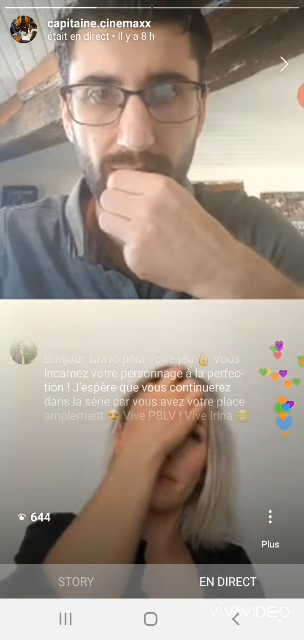 capitaine.cinemaxx
était en direct • Il y a 8 h
Bonjour. Bravo pour votre jeu 👌 Vous
incarnez votre personnage à la perfec-
tion ! J'espère que vous continuerez
dans la série car vous avez votre place
amplement 😍 Vive PBLV ! Vive Irina 😁
644
Plus
STORY
EN DIRECT
VIVAVIDEO